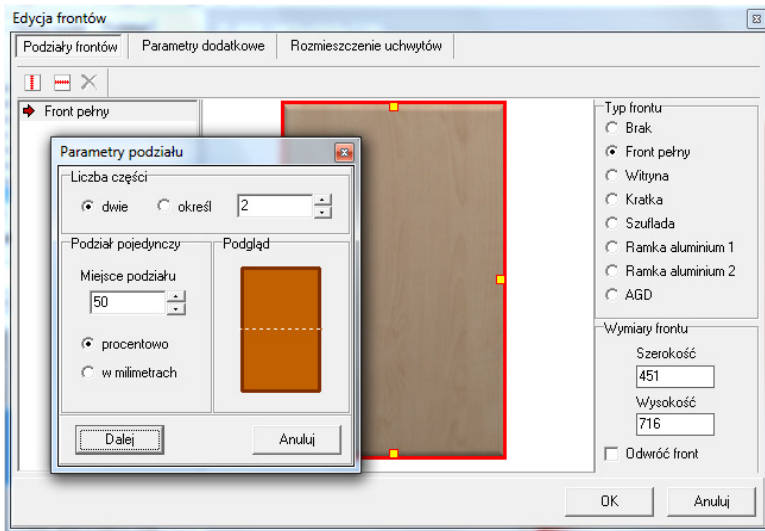 Edycja frontów
Podziały frontów Parametry dodatkowe Rozmieszczenie uchwytów
Front pełny
Parametry podziału
Liczba części
dwie określ 2
Podział pojedynczy Podgląd
Miejsce podziału
50
procentowo
w milimetrach
Dalej Anuluj
Typ frontu
Brak
Front pełny
Witryna
Kratka
Szuflada
Ramka aluminium 1
Ramka aluminium 2
AGD
Wymiary frontu
Szerokość
451
Wysokość
716
Odwróć front
OK Anuluj